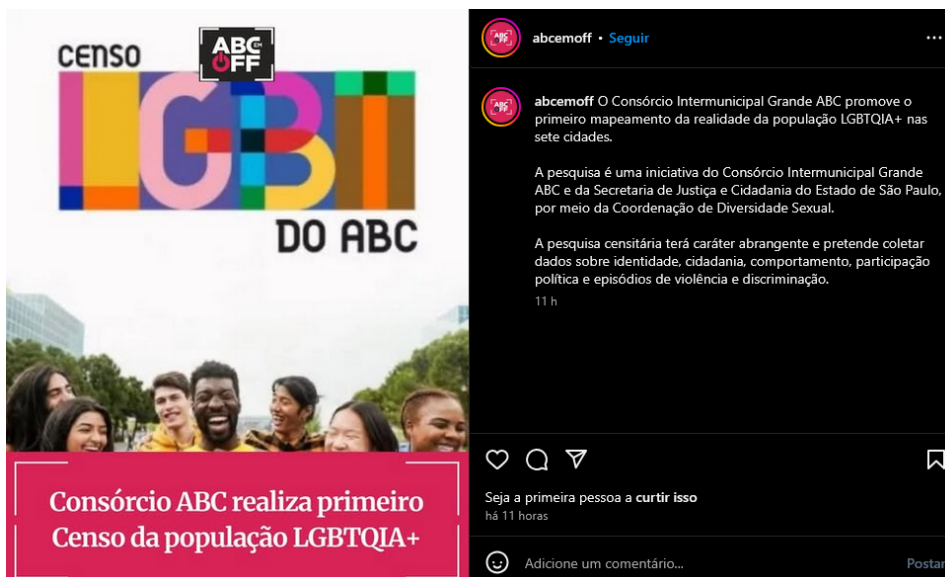 CENSO
ABC EM
OFF
LGBT
DO ABC
Consórcio ABC realiza primeiro
Censo da população LGBTQIA+
abcemoff • Seguir
abcemoff O Consórcio Intermunicipal Grande ABC promove o
primeiro mapeamento da realidade da população LGBTQIA+ nas
sete cidades.
A pesquisa é uma iniciativa do Consórcio Intermunicipal Grande
ABC e da Secretaria de Justiça e Cidadania do Estado de São Paulo,
por meio da Coordenação de Diversidade Sexual.
A pesquisa censitária terá caráter abrangente e pretende coletar
dados sobre identidade, cidadania, comportamento, participação
política e episódios de violência e discriminação.
11 h
Seja a primeira pessoa a curtir isso
há 11 horas
Adicione um comentário...
Postar